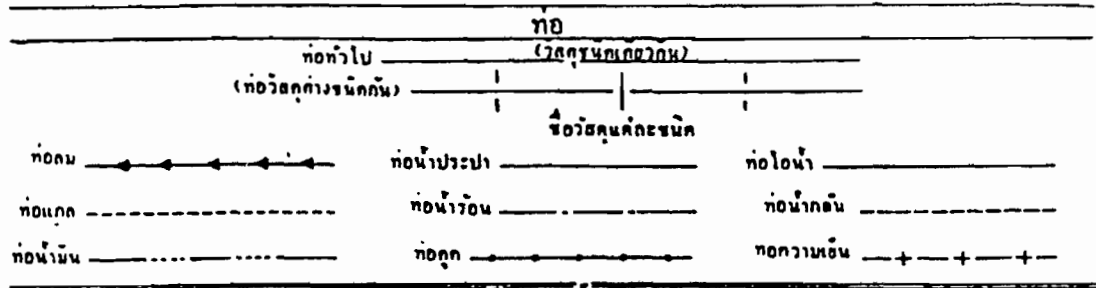 ท่อ
ท่อทั่วไป (วัสดุชนิดเดียวกัน)
(ท่อวัสดุต่างชนิดกัน)
ชื่อวัสดุแต่ละชนิด
ท่อลม ท่อน้ำประปา ท่อไอน้ำ
ท่อแกส ท่อน้ำร้อน ท่อน้ำกลั่น
ท่อน้ำมัน ท่อดูด ท่อความเย็น